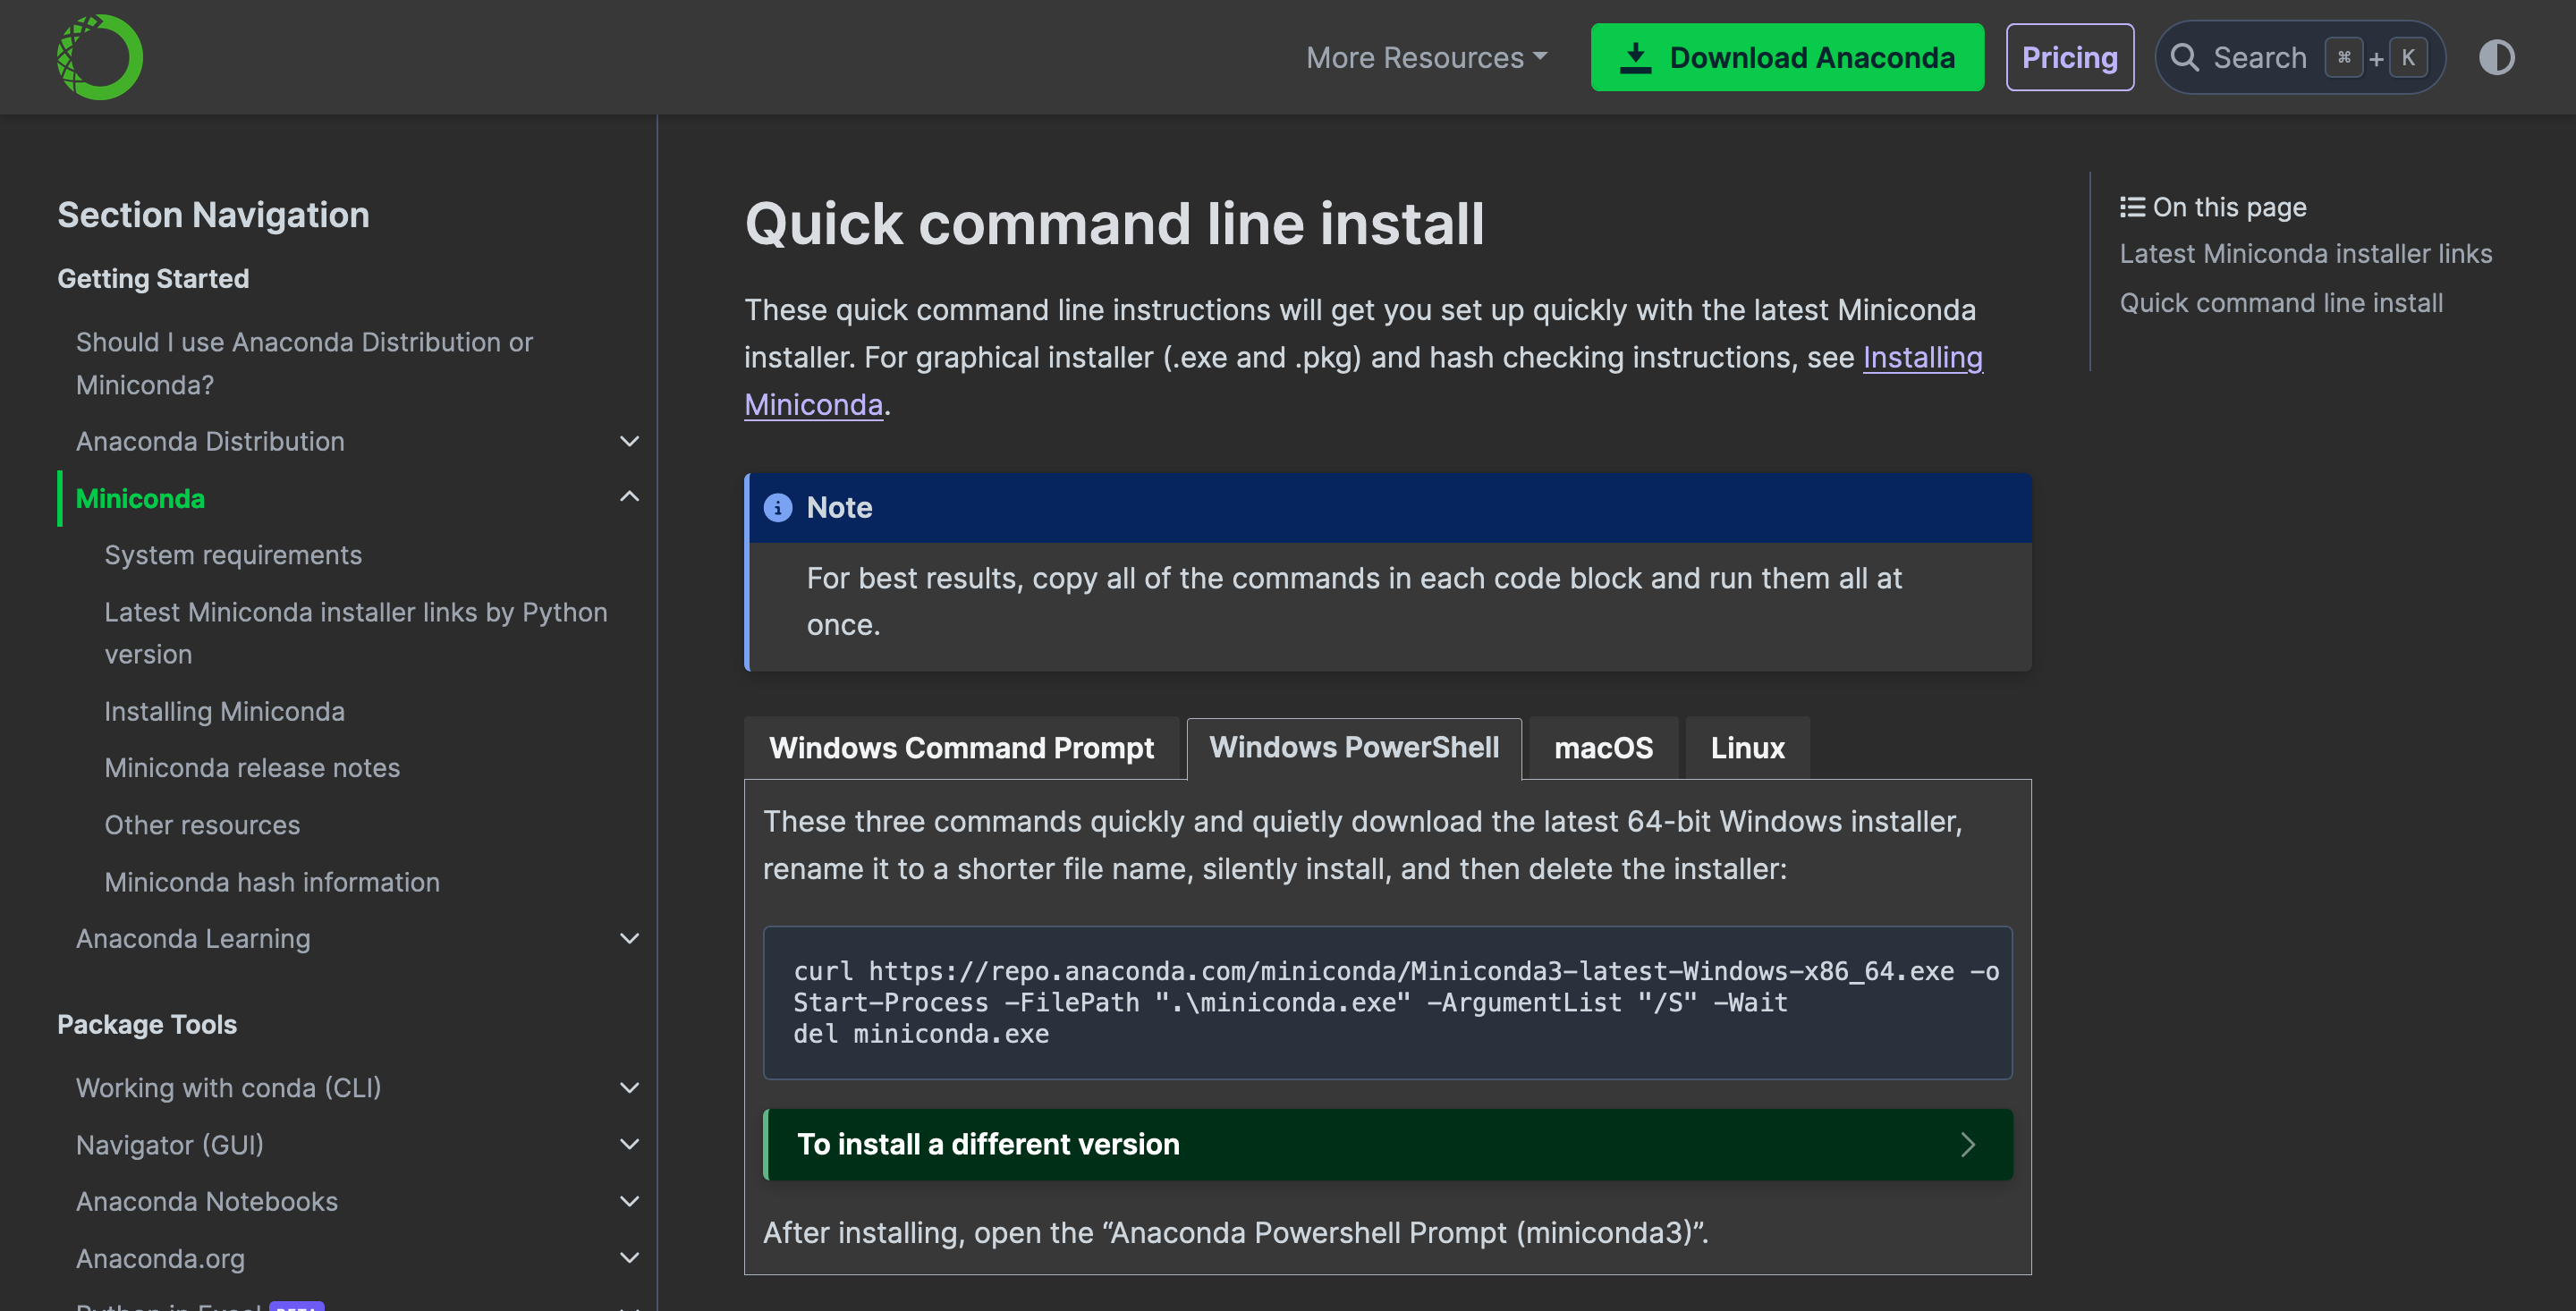 More Resources
Download Anaconda
Pricing
Search ⌘ + K
Section Navigation
Getting Started
Should I use Anaconda Distribution or
Miniconda?
Anaconda Distribution
Miniconda
System requirements
Latest Miniconda installer links by Python
version
Installing Miniconda
Miniconda release notes
Other resources
Miniconda hash information
Anaconda Learning
Package Tools
Working with conda (CLI)
Navigator (GUI)
Anaconda Notebooks
Anaconda.org
Python in Excel BETA
Quick command line install
These quick command line instructions will get you set up quickly with the latest Miniconda
installer. For graphical installer (.exe and .pkg) and hash checking instructions, see Installing
Miniconda.
Note
For best results, copy all of the commands in each code block and run them all at
once.
Windows Command Prompt
Windows PowerShell
macOS
Linux
These three commands quickly and quietly download the latest 64-bit Windows installer,
rename it to a shorter file name, silently install, and then delete the installer:
curl https://repo.anaconda.com/miniconda/Miniconda3-latest-Windows-x86_64.exe -o
Start-Process -FilePath ".\miniconda.exe" -ArgumentList "/S" -Wait
del miniconda.exe
To install a different version
After installing, open the “Anaconda Powershell Prompt (miniconda3)”.
On this page
Latest Miniconda installer links
Quick command line install